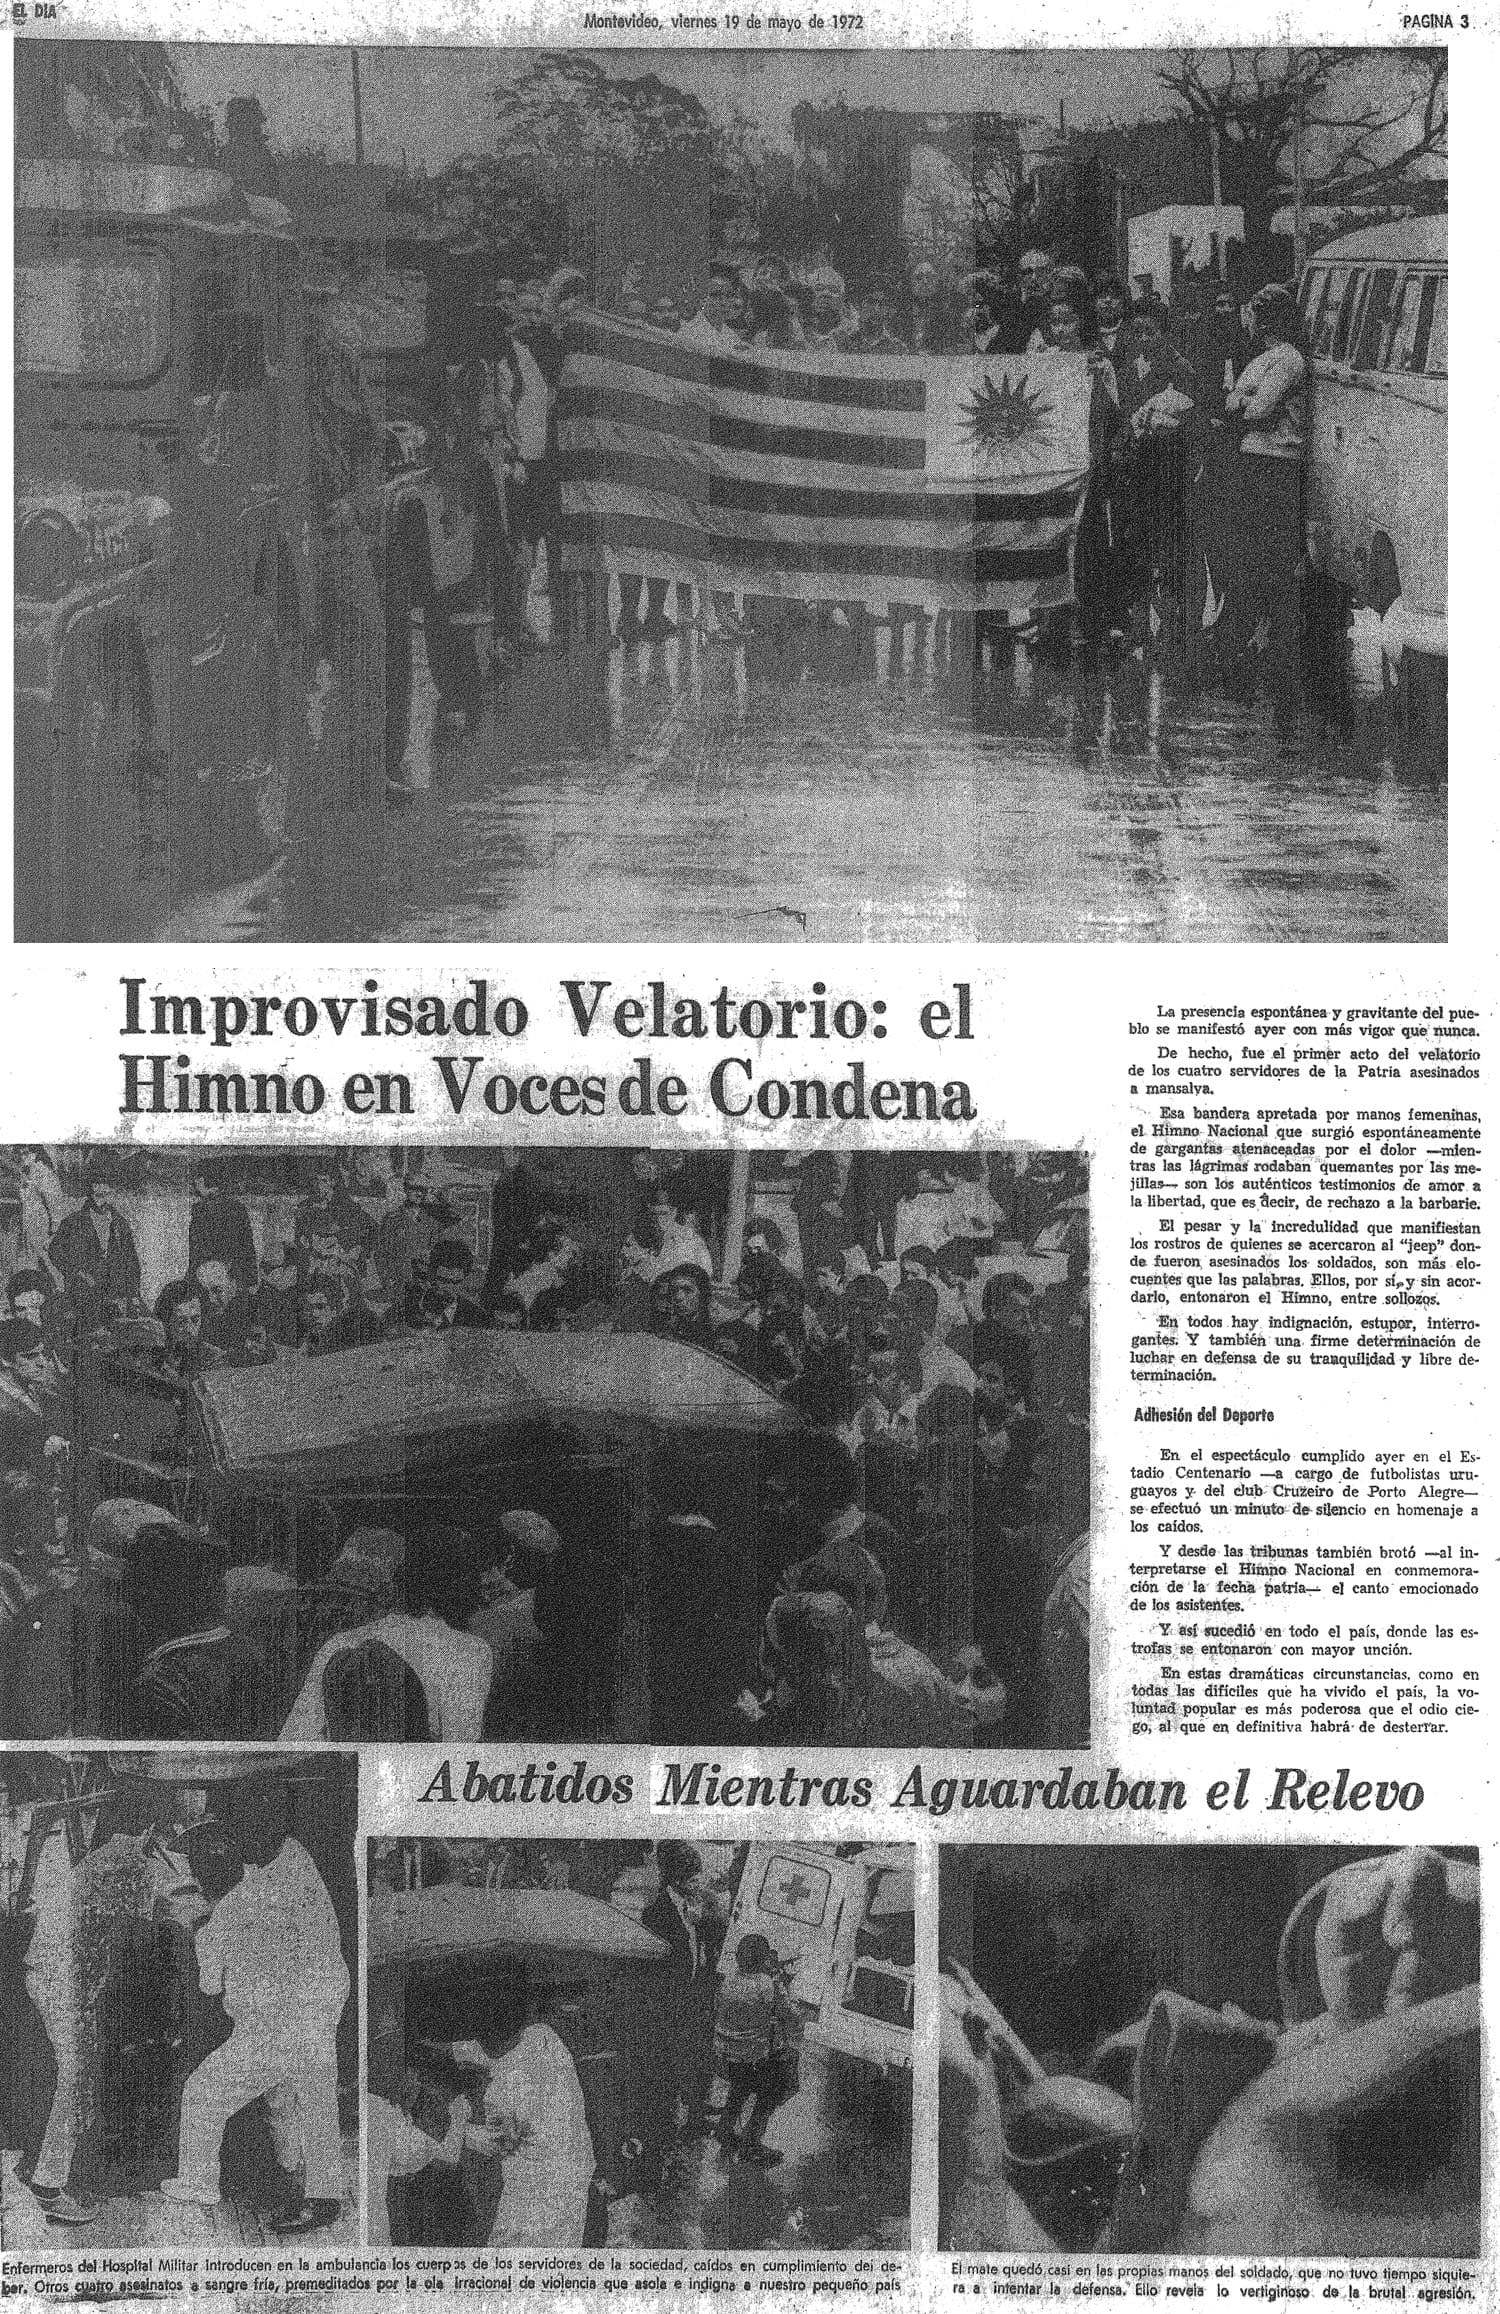 EL DIA
Montevideo, viernes 19 de mayo de 1972
PAGINA 3
Improvisado Velatorio: el
Himno en Voces de Condena
La presencia espontánea y gravitante del pue-
blo se manifestó ayer con más vigor que nunca.
De hecho, fue el primer acto del velatorio
de los cuatro servidores de la Patria asesinados
a mansalva.
Esa bandera apretada por manos femeninas,
el Himno Nacional que surgió espontáneamente
de gargantas atenaceadas por el dolor —mien-
tras las lágrimas rodaban quemantes por las me-
jillas— son los auténticos testimonios de amor a
la libertad, que es decir, de rechazo a la barbarie.
El pesar y la incredulidad que manifiestan
los rostros de quienes se acercaron al "jeep" don-
de fueron asesinados los soldados, son más elo-
cuentes que las palabras. Ellos, por sí, y sin acor-
darlo, entonaron el Himno, entre sollozos.
En todos hay indignación, estupor, interro-
gantes. Y también una firme determinación de
luchar en defensa de su tranquilidad y libre de-
terminación.
Adhesión del Deporte
En el espectáculo cumplido ayer en el Es-
tadio Centenario —a cargo de futbolistas uru-
guayos y del club Cruzeiro de Porto Alegre—
se efectuó un minuto de silencio en homenaje a
los caídos.
Y desde las tribunas también brotó —al in-
terpretarse el Himno Nacional en conmemora-
ción de la fecha patria— el canto emocionado
de los asistentes.
Y así sucedió en todo el país, donde las es-
trofas se entonaron con mayor unción.
En estas dramáticas circunstancias, como en
todas las difíciles que ha vivido el país, la vo-
luntad popular es más poderosa que el odio cie-
go, al que en definitiva habrá de desterrar.
Abatidos Mientras Aguardaban el Relevo
Enfermeros del Hospital Militar introducen en la ambulancia los cuerpos de los servidores de la sociedad, caídos en cumplimiento del de-
ber. Otros cuatro asesinatos a sangre fría, premeditados por la ola irracional de violencia que asola e indigna a nuestro pequeño país
El mate quedó casi en las propias manos del soldado, que no tuvo tiempo siquie-
ra a intentar la defensa. Ello revela lo vertiginoso de la brutal agresión.